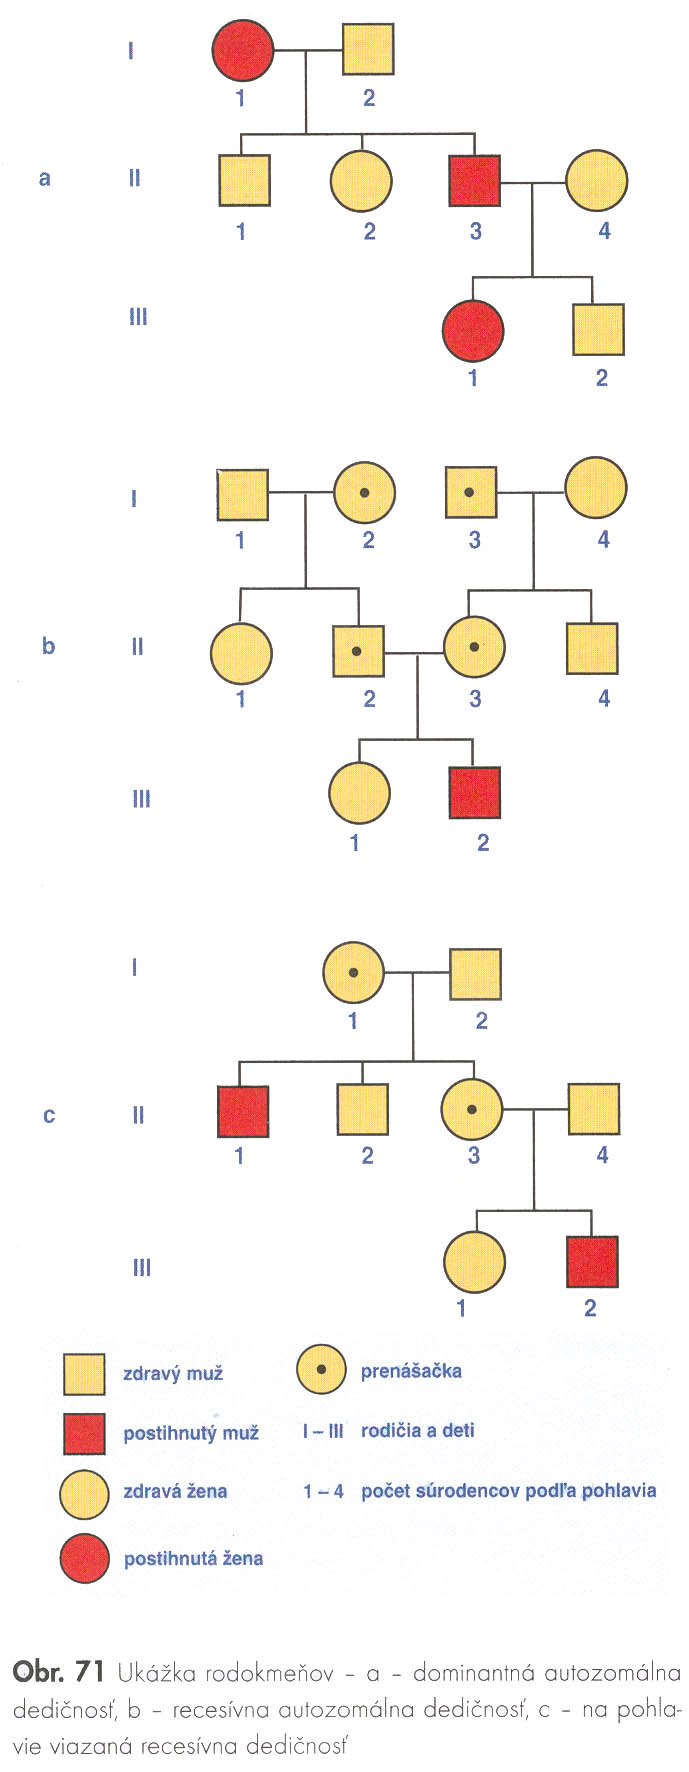 I
1 2
a II
1 2 3 4
III
1 2
I
1 2 3 4
b II
1 2 3 4
III
1 2
I
1 2
c II
1 2 3 4
III
1 2
zdravý muž
prenášačka
postihnutý muž
I – III rodičia a deti
zdravá žena
1 – 4 počet súrodencov podľa pohlavia
postihnutá žena
Obr. 71 Ukážka rodokmeňov – a – dominantná autozomálna
dedičnosť, b – recesívna autozomálna dedičnosť, c – na pohla-
vie viazaná recesívna dedičnosť